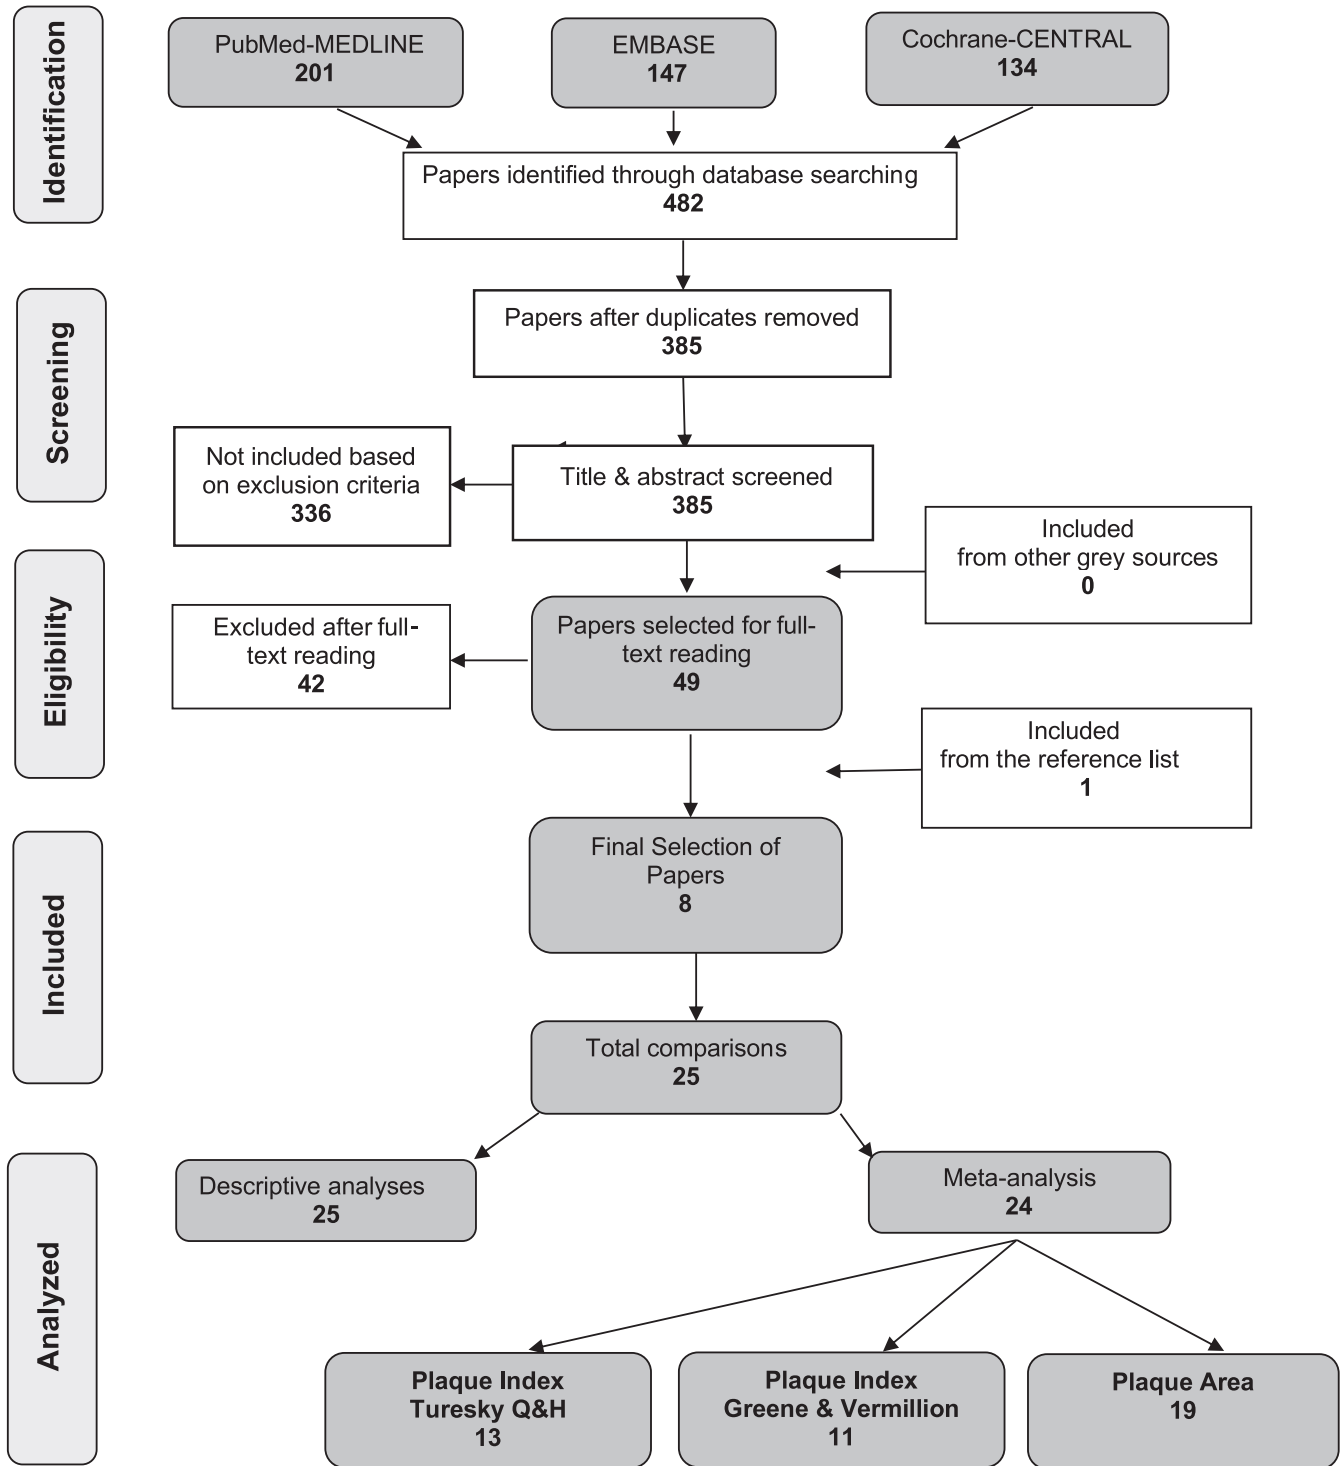 Identification
PubMed-MEDLINE
201
EMBASE
147
Cochrane-CENTRAL
134
Papers identified through database searching
482
Screening
Papers after duplicates removed
385
Not included based
on exclusion criteria
336
Title & abstract screened
385
Eligibility
Included
from other grey sources
0
Excluded after full-
text reading
42
Papers selected for full-
text reading
49
Included
from the reference list
1
Included
Final Selection of
Papers
8
Total comparisons
25
Analyzed
Descriptive analyses
25
Meta-analysis
24
Plaque Index
Turesky Q&H
13
Plaque Index
Greene & Vermillion
11
Plaque Area
19